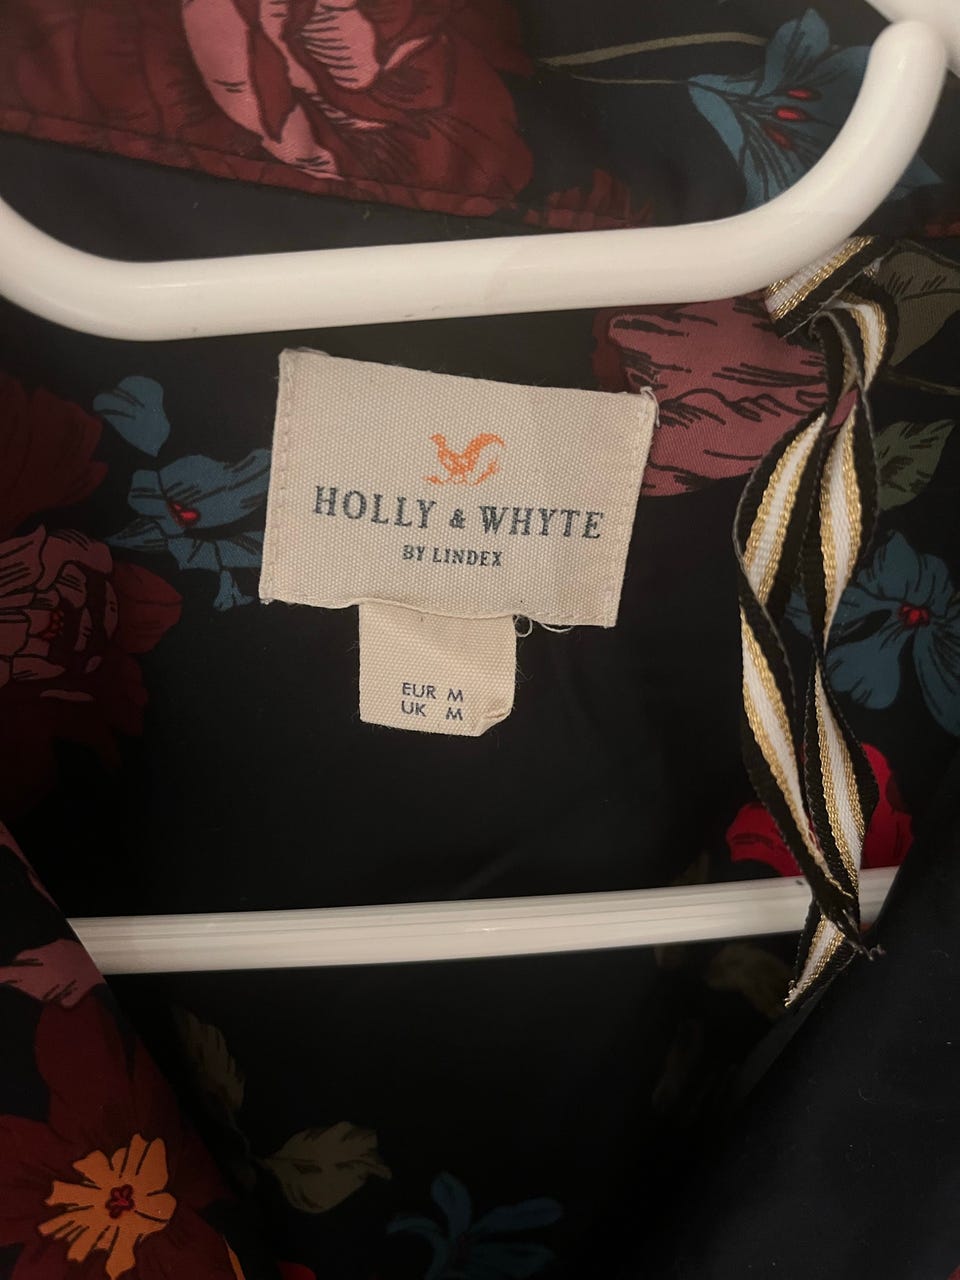 HOLLY & WHYTE
BY LINDEX
EUR M
UK M